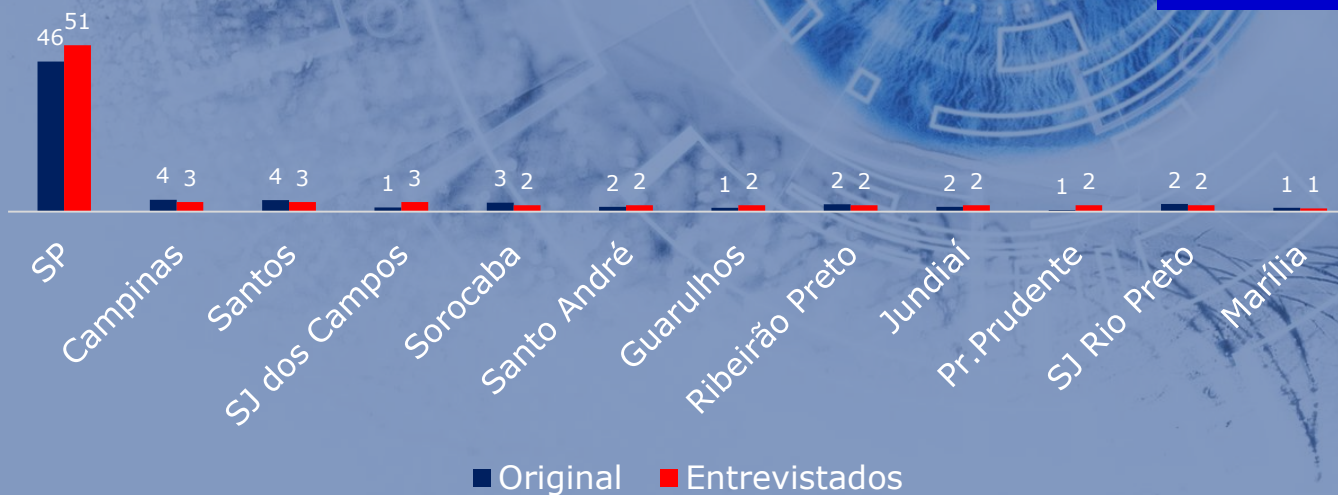 46 51
4 3
4 3
1 3
3 2
2 2
1 2
2 2
2 2
1 2
2 2
1 1
SP
Campinas
Santos
SJ dos Campos
Sorocaba
Santo André
Guarulhos
Ribeirão Preto
Jundiaí
Pr.Prudente
SJ Rio Preto
Marília
Original Entrevistados